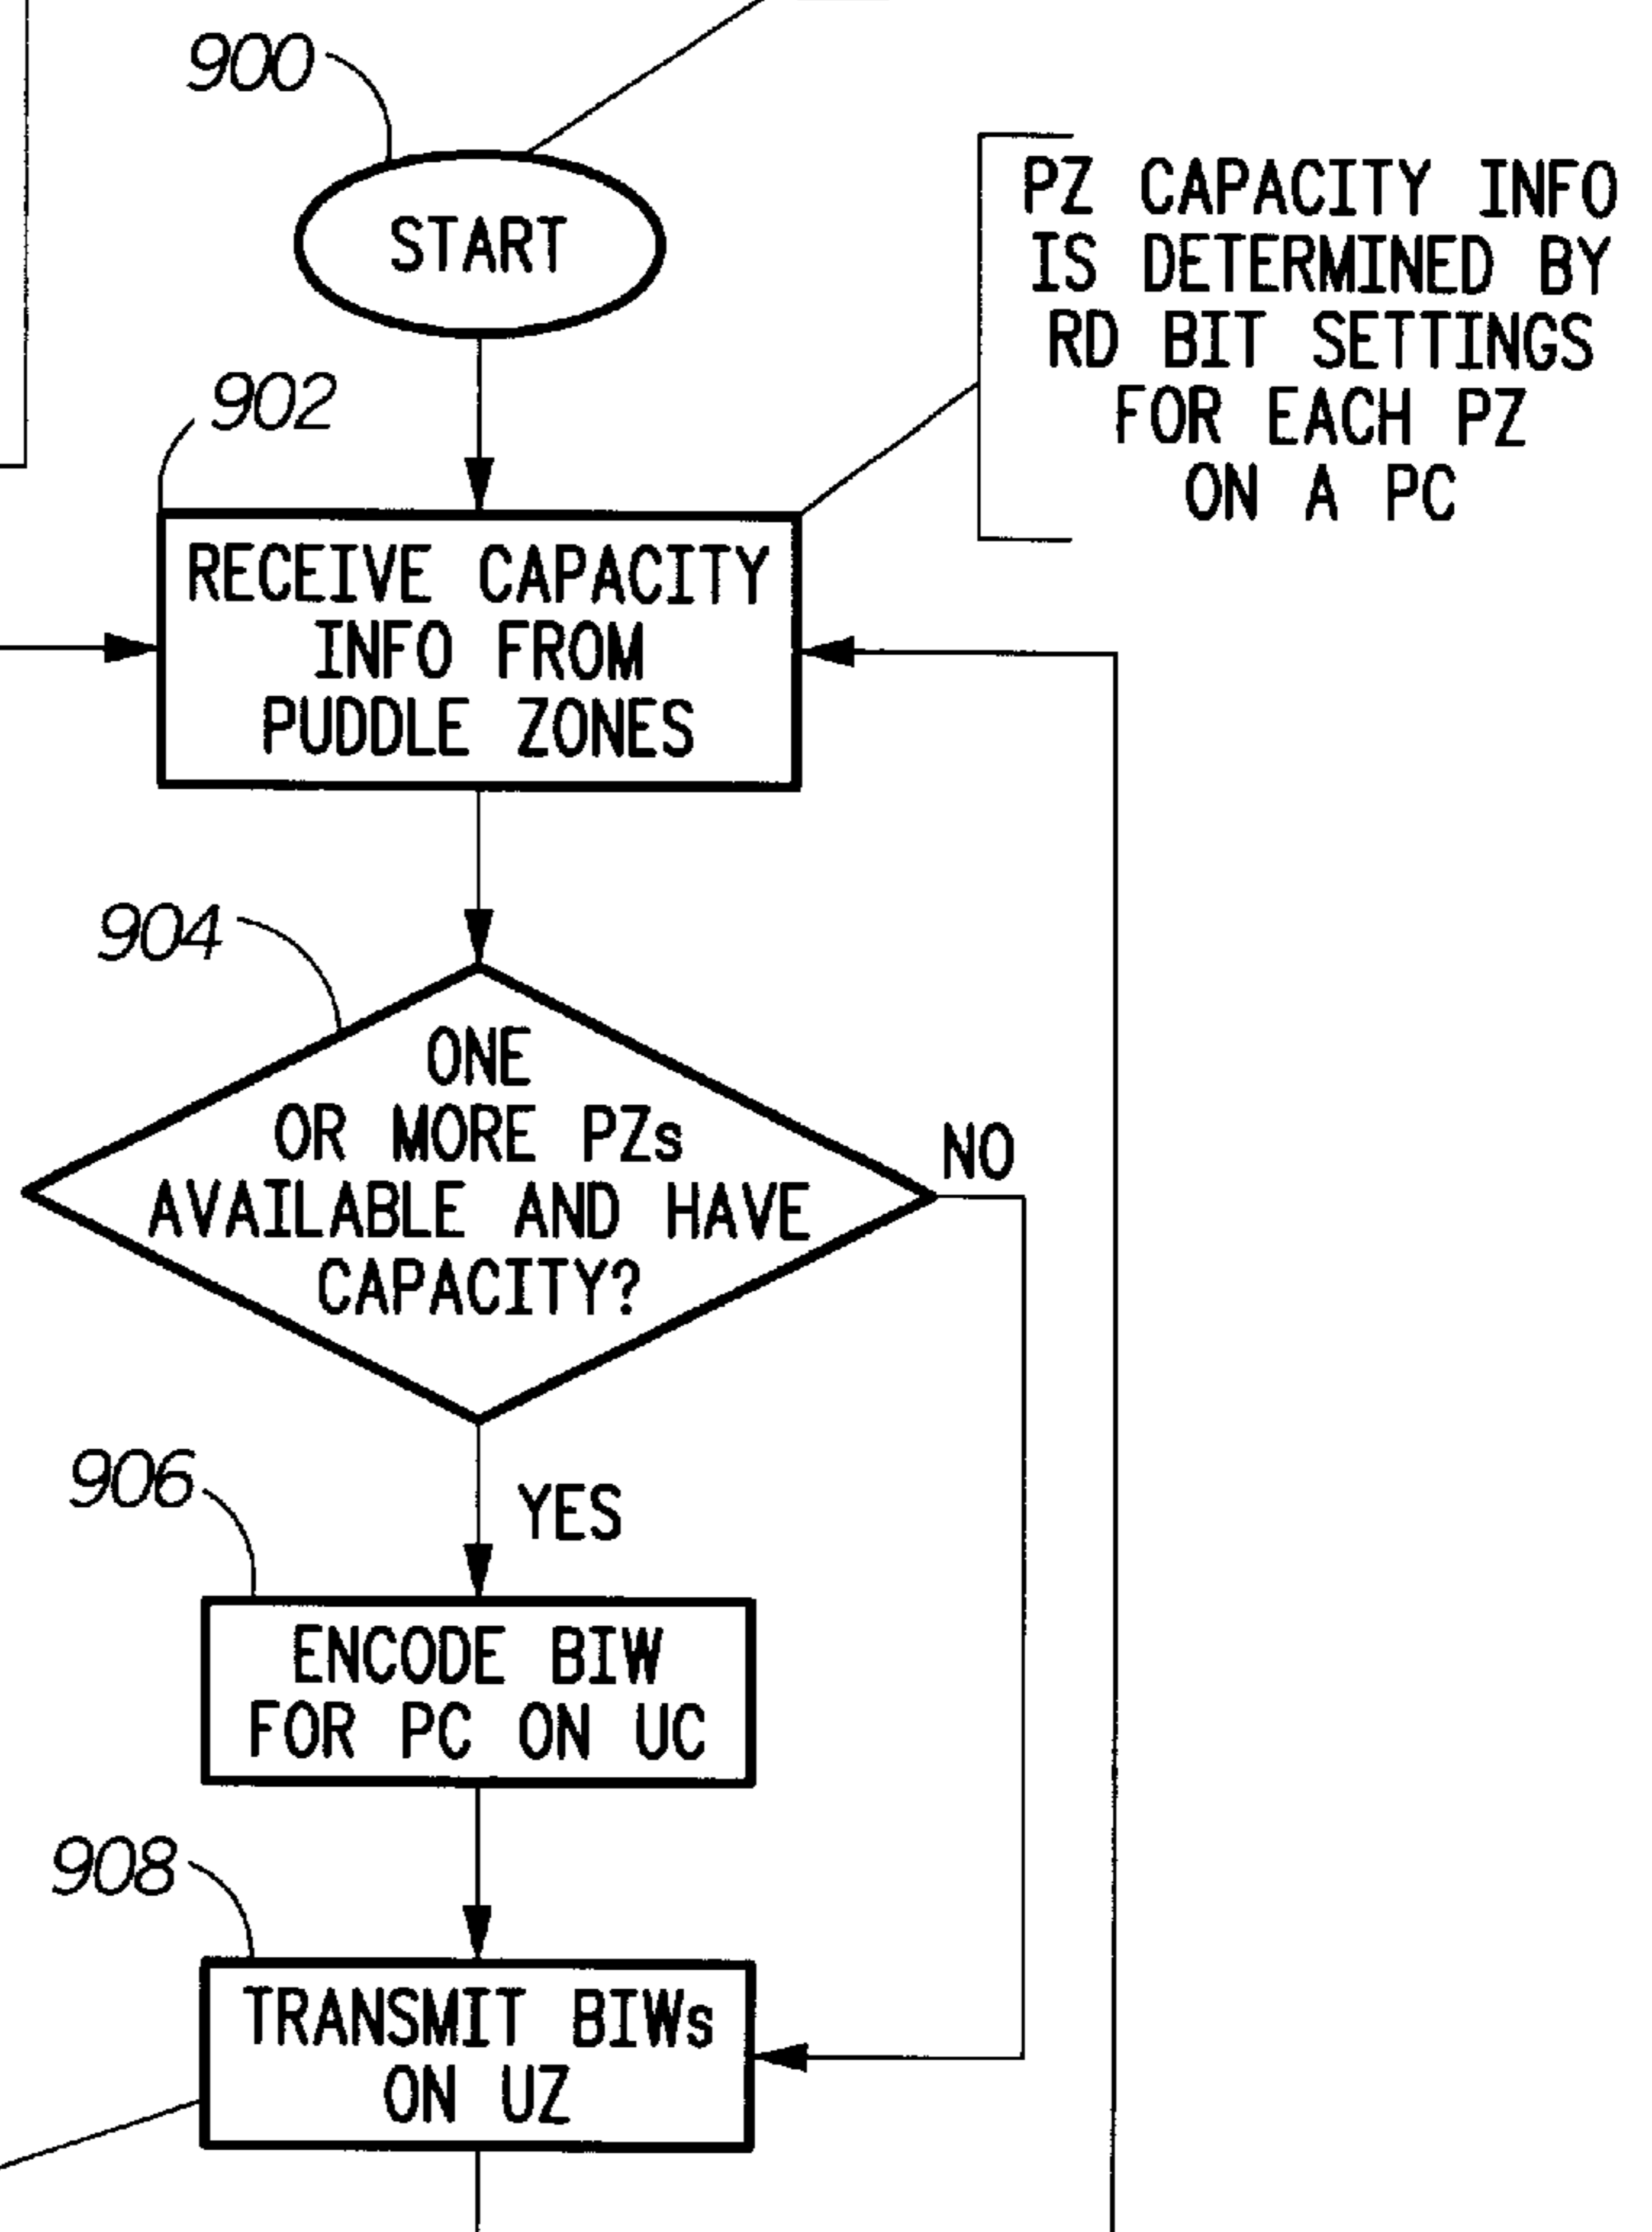 900
START
PZ CAPACITY INFO
IS DETERMINED BY
RD BIT SETTINGS
FOR EACH PZ
ON A PC
902
RECEIVE CAPACITY
INFO FROM
PUDDLE ZONES
904
ONE
OR MORE PZs
AVAILABLE AND HAVE
CAPACITY?
NO
906
YES
ENCODE BIW
FOR PC ON UC
908
TRANSMIT BIWs
ON UZ